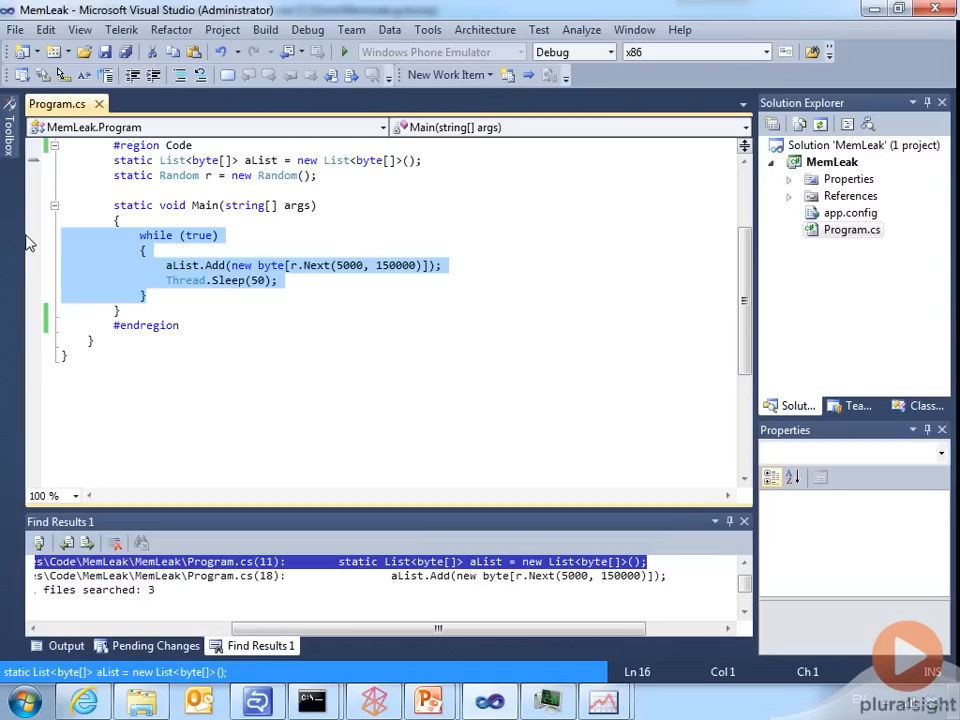 MemLeak - Microsoft Visual Studio (Administrator)
File Edit View Telerik Refactor Project Build Debug Team Data Tools Architecture Test Analyze Window Help
Windows Phone Emulator Debug x86
New Work Item
Toolbox
Program.cs
MemLeak.Program Main(string[] args)
#region Code
static List<byte[]> aList = new List<byte[]>();
static Random r = new Random();
static void Main(string[] args)
{
while (true)
{
aList.Add(new byte[r.Next(5000, 150000)]);
Thread.Sleep(50);
}
}
#endregion
}
}
100 %
Solution Explorer
Solution 'MemLeak' (1 project)
MemLeak
Properties
References
app.config
Program.cs
Solut... Tea... Class...
Properties
Find Results 1
s\Code\MemLeak\MemLeak\Program.cs(11): static List<byte[]> aList = new List<byte[]>();
s\Code\MemLeak\MemLeak\Program.cs(18): aList.Add(new byte[r.Next(5000, 150000)]);
files searched: 3
Output Pending Changes Find Results 1
static List<byte[]> aList = new List<byte[]>(); Ln 16 Col 1 Ch 1 INS
pluralsight